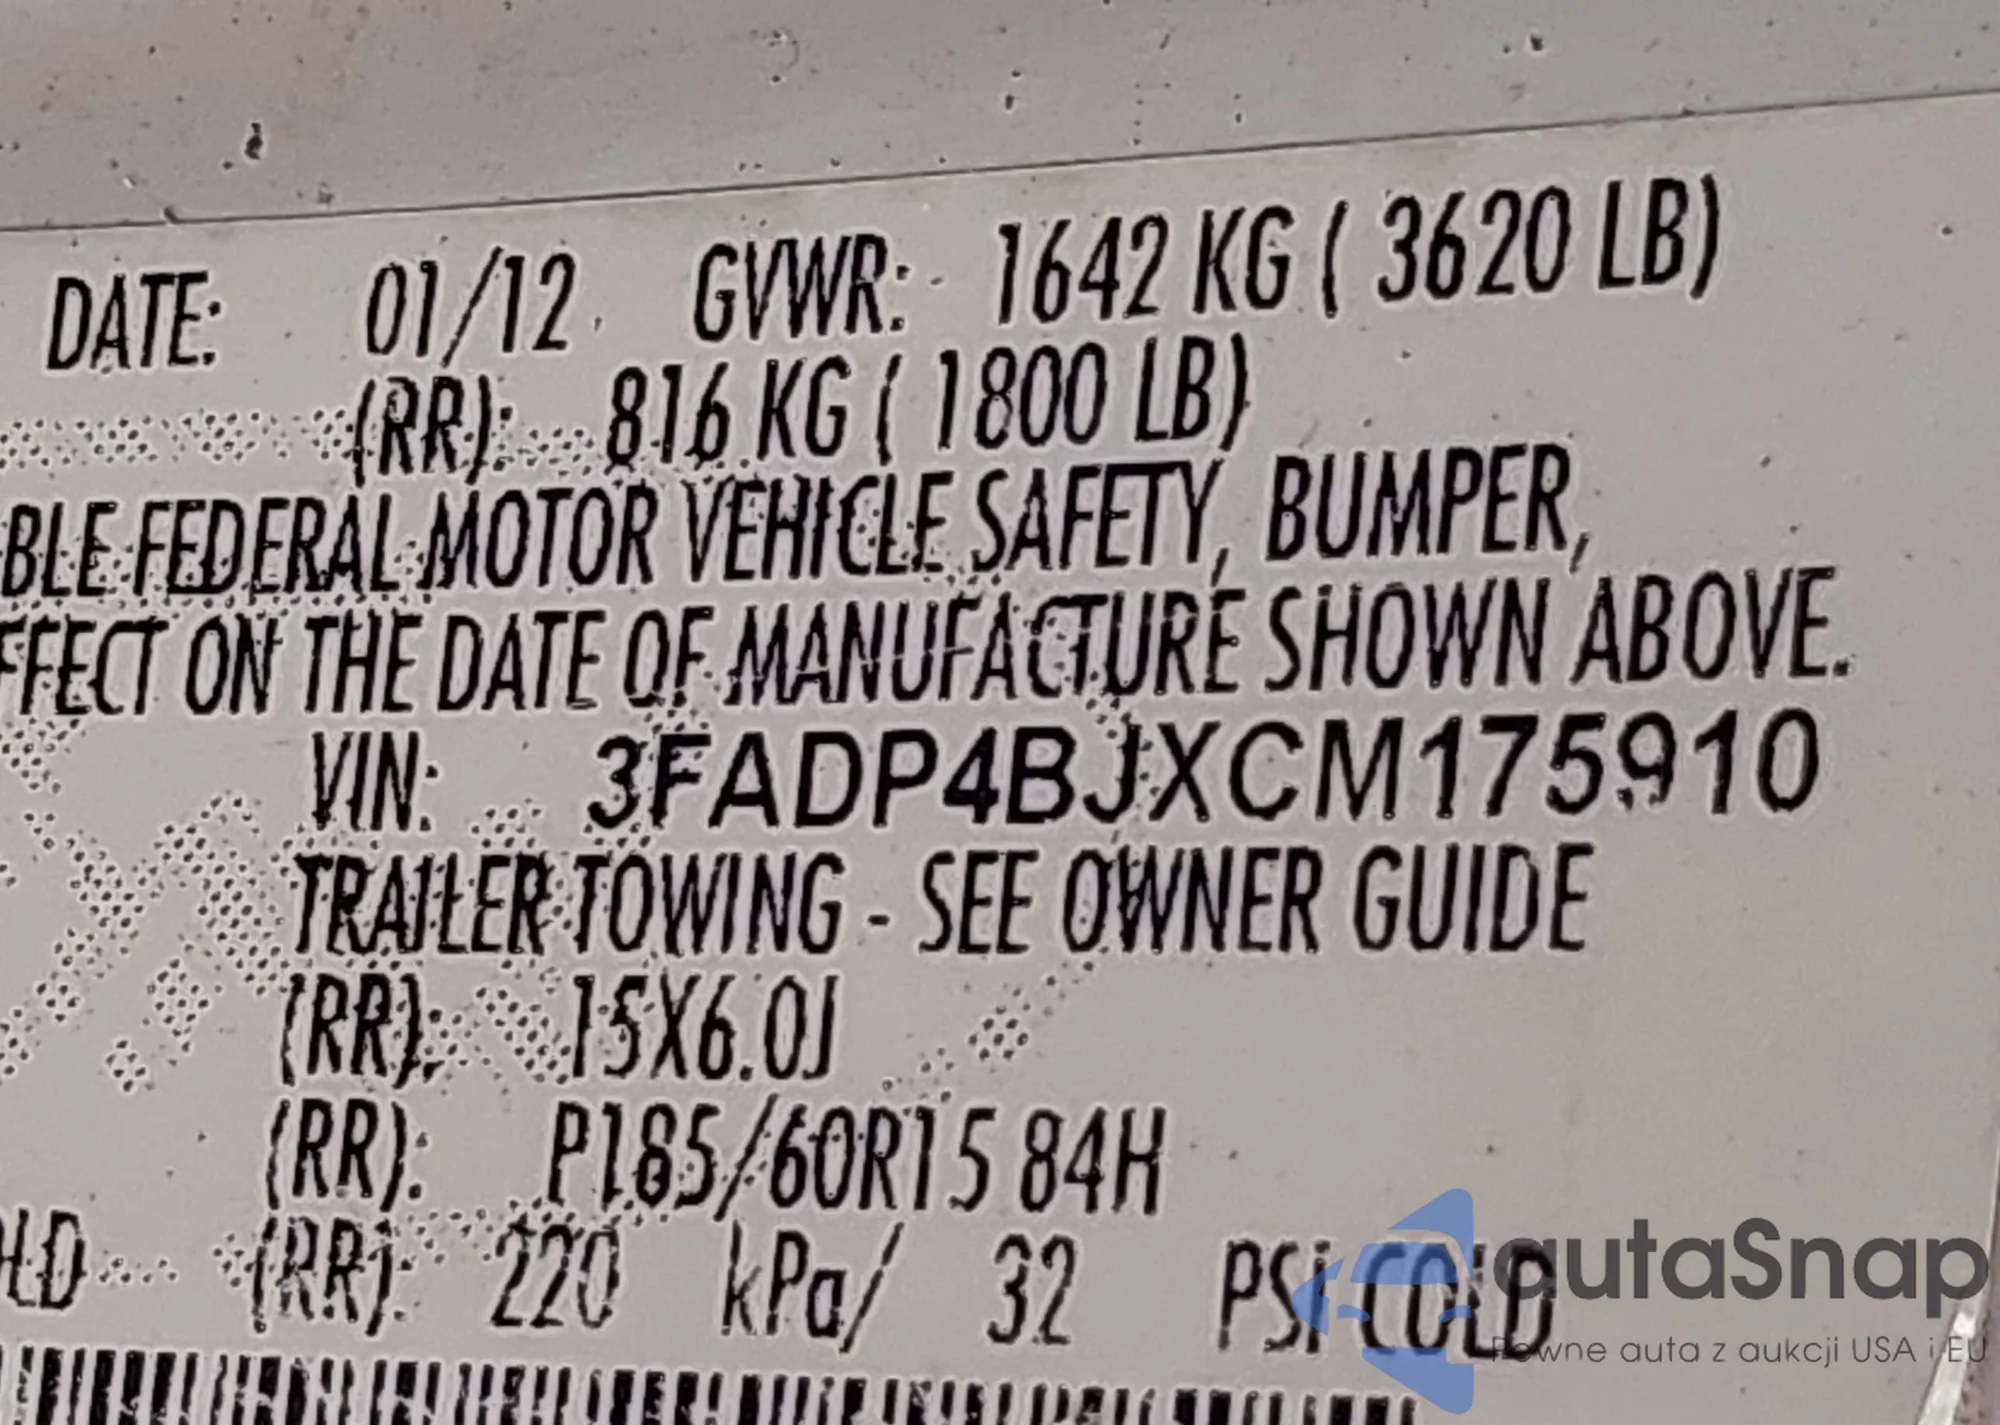 DATE: 01/12 GVWR: 1642 KG ( 3620 LB)
(RR): 816 KG ( 1800 LB)
BLE FEDERAL MOTOR VEHICLE SAFETY, BUMPER,
FFECT ON THE DATE OF MANUFACTURE SHOWN ABOVE.
VIN: 3FADP4BJXCM175910
TRAILER TOWING - SEE OWNER GUIDE
(RR): 15X6.0J
(RR): P185/60R15 84H
OLD (RR): 220 kPa/ 32 PSI COLD
autaSnap
Pewne auta z aukcji USA i EU